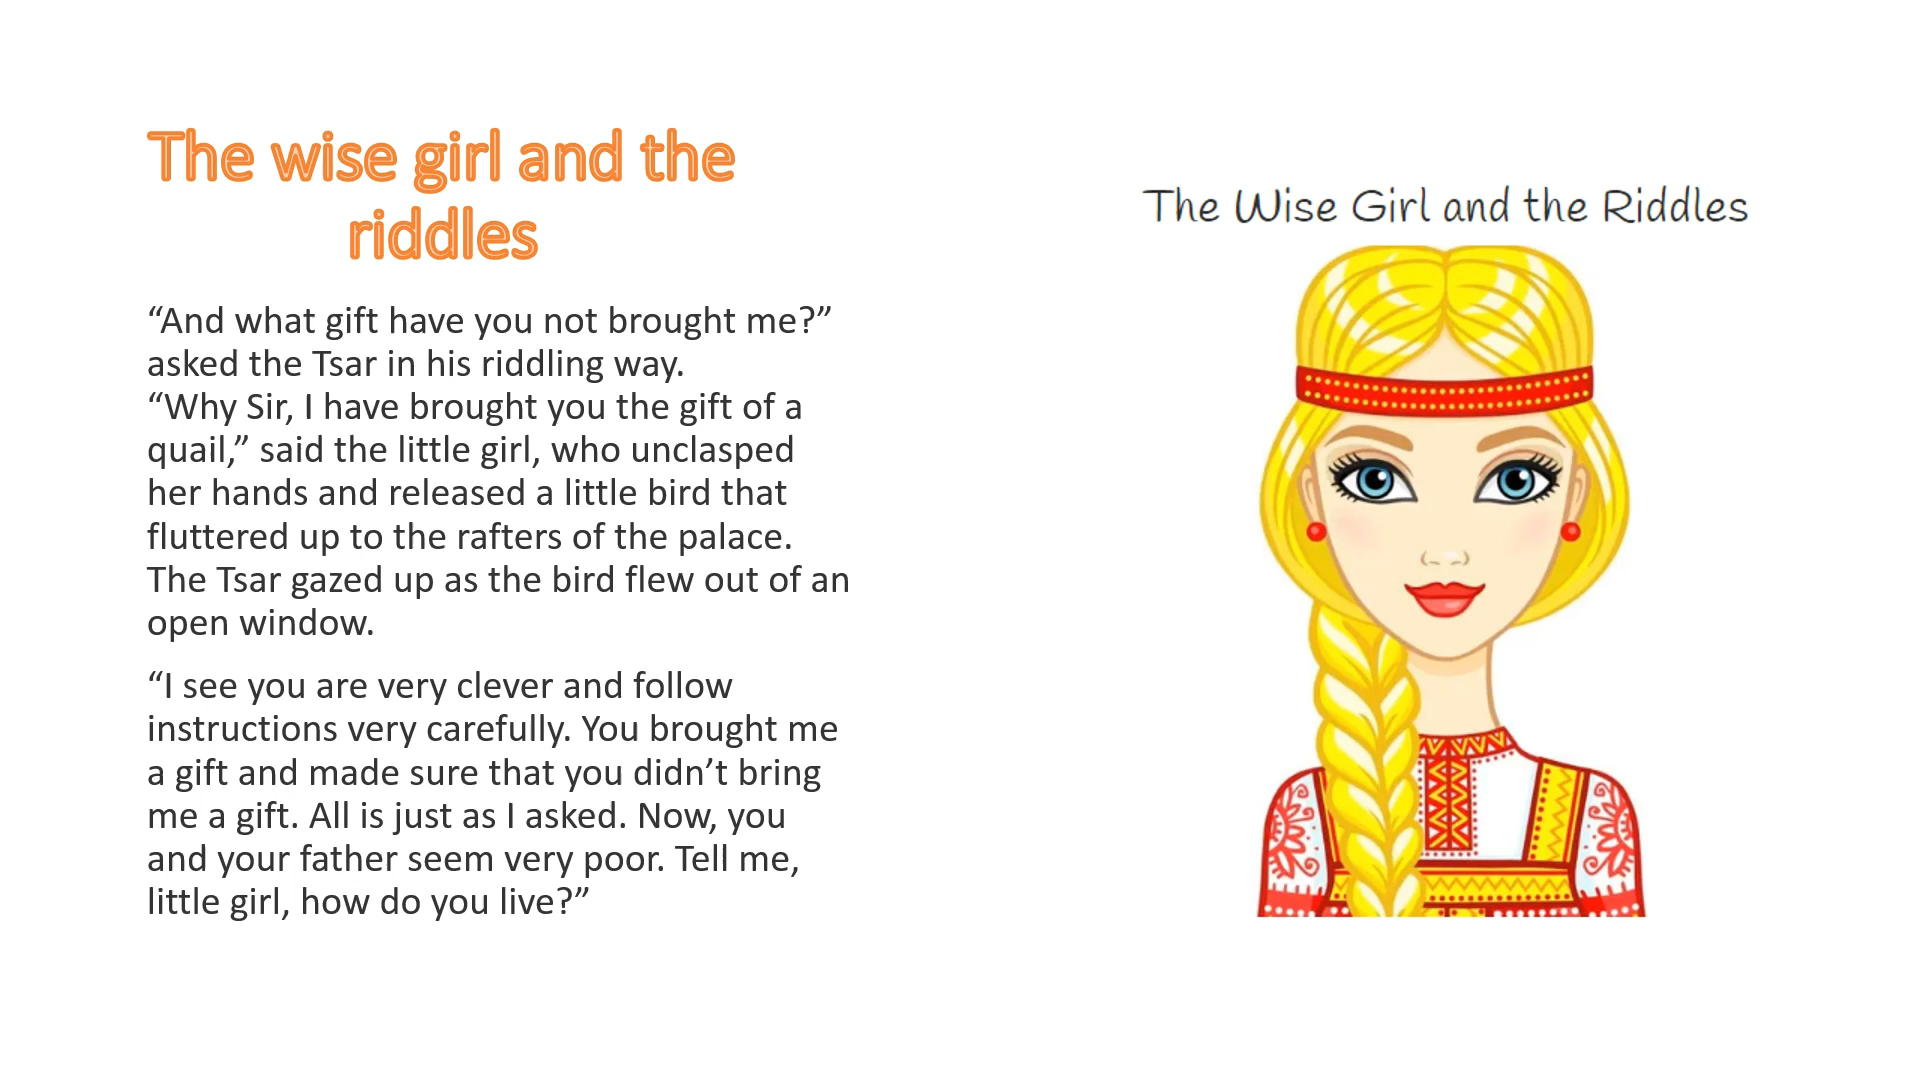 The wise girl and the
riddles
“And what gift have you not brought me?”
asked the Tsar in his riddling way.
“Why Sir, I have brought you the gift of a
quail,” said the little girl, who unclasped
her hands and released a little bird that
fluttered up to the rafters of the palace.
The Tsar gazed up as the bird flew out of an
open window.
“I see you are very clever and follow
instructions very carefully. You brought me
a gift and made sure that you didn’t bring
me a gift. All is just as I asked. Now, you
and your father seem very poor. Tell me,
little girl, how do you live?”
The Wise Girl and the Riddles